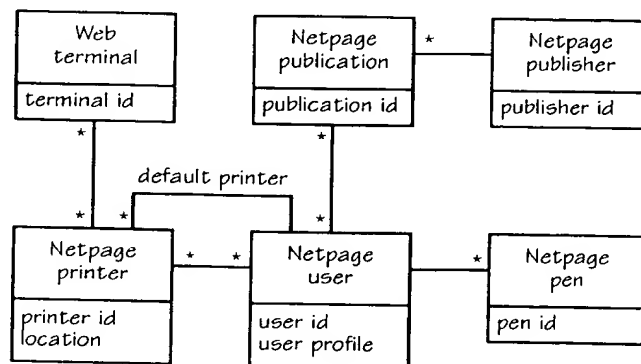 Web
terminal
terminal id
Netpage
publication
publication id
Netpage
publisher
publisher id
*
*
*
default printer
*
*
*
Netpage
printer
printer id
location
*
*
Netpage
user
user id
user profile
*
Netpage
pen
pen id